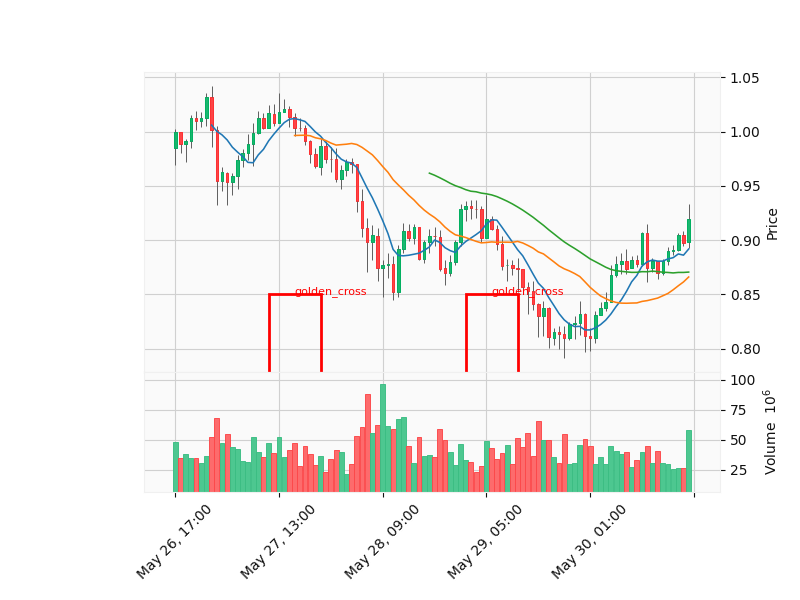 1.05
1.00
0.95
0.90
0.85
0.80
Price
golden_cross
golden_cross
100
75
50
25
Volume 10^6
May 26, 17:00
May 27, 13:00
May 28, 09:00
May 29, 05:00
May 30, 01:00